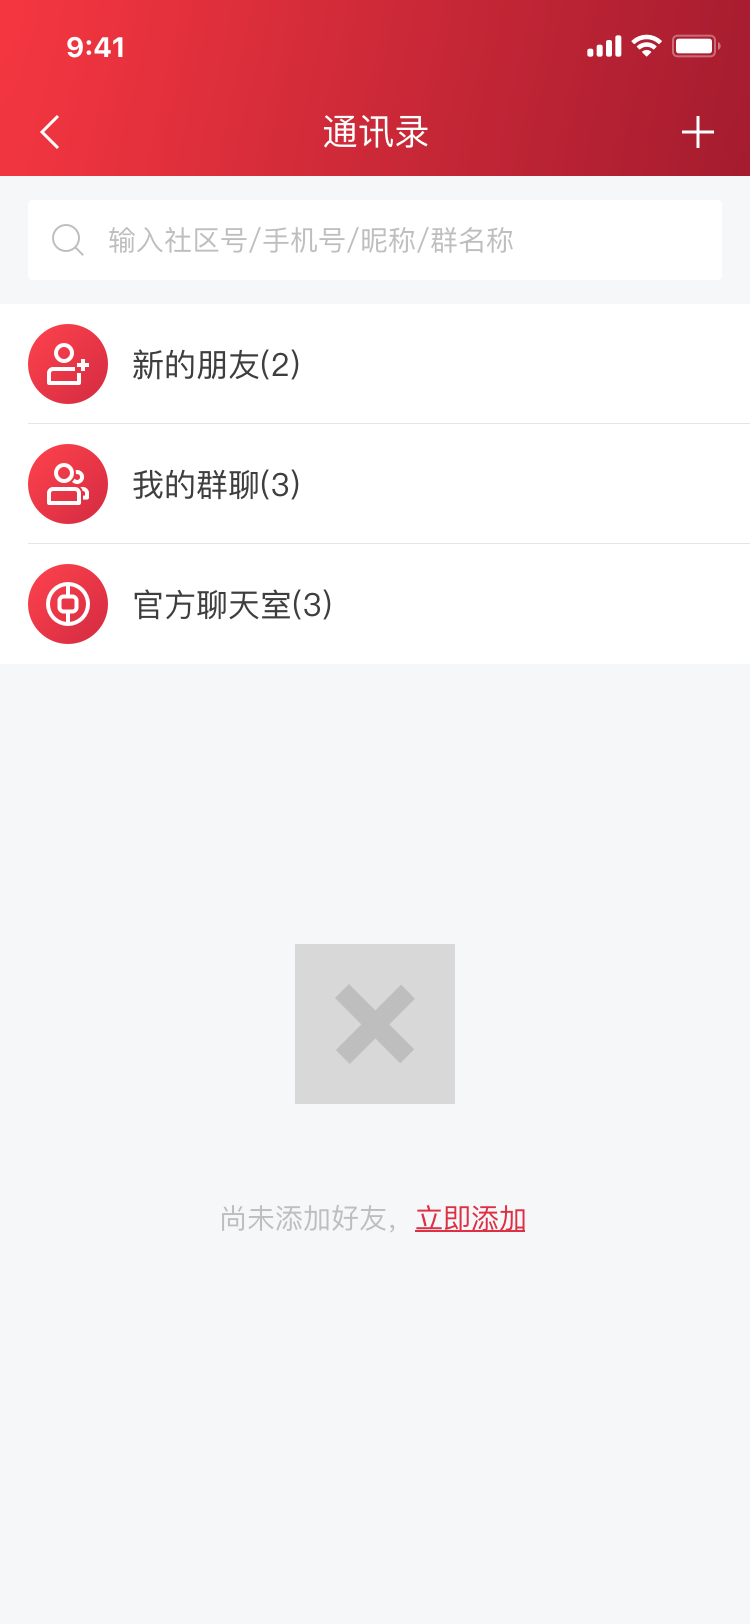 9:41
通讯录
输入社区号/手机号/昵称/群名称
新的朋友(2)
我的群聊(3)
官方聊天室(3)
尚未添加好友，立即添加